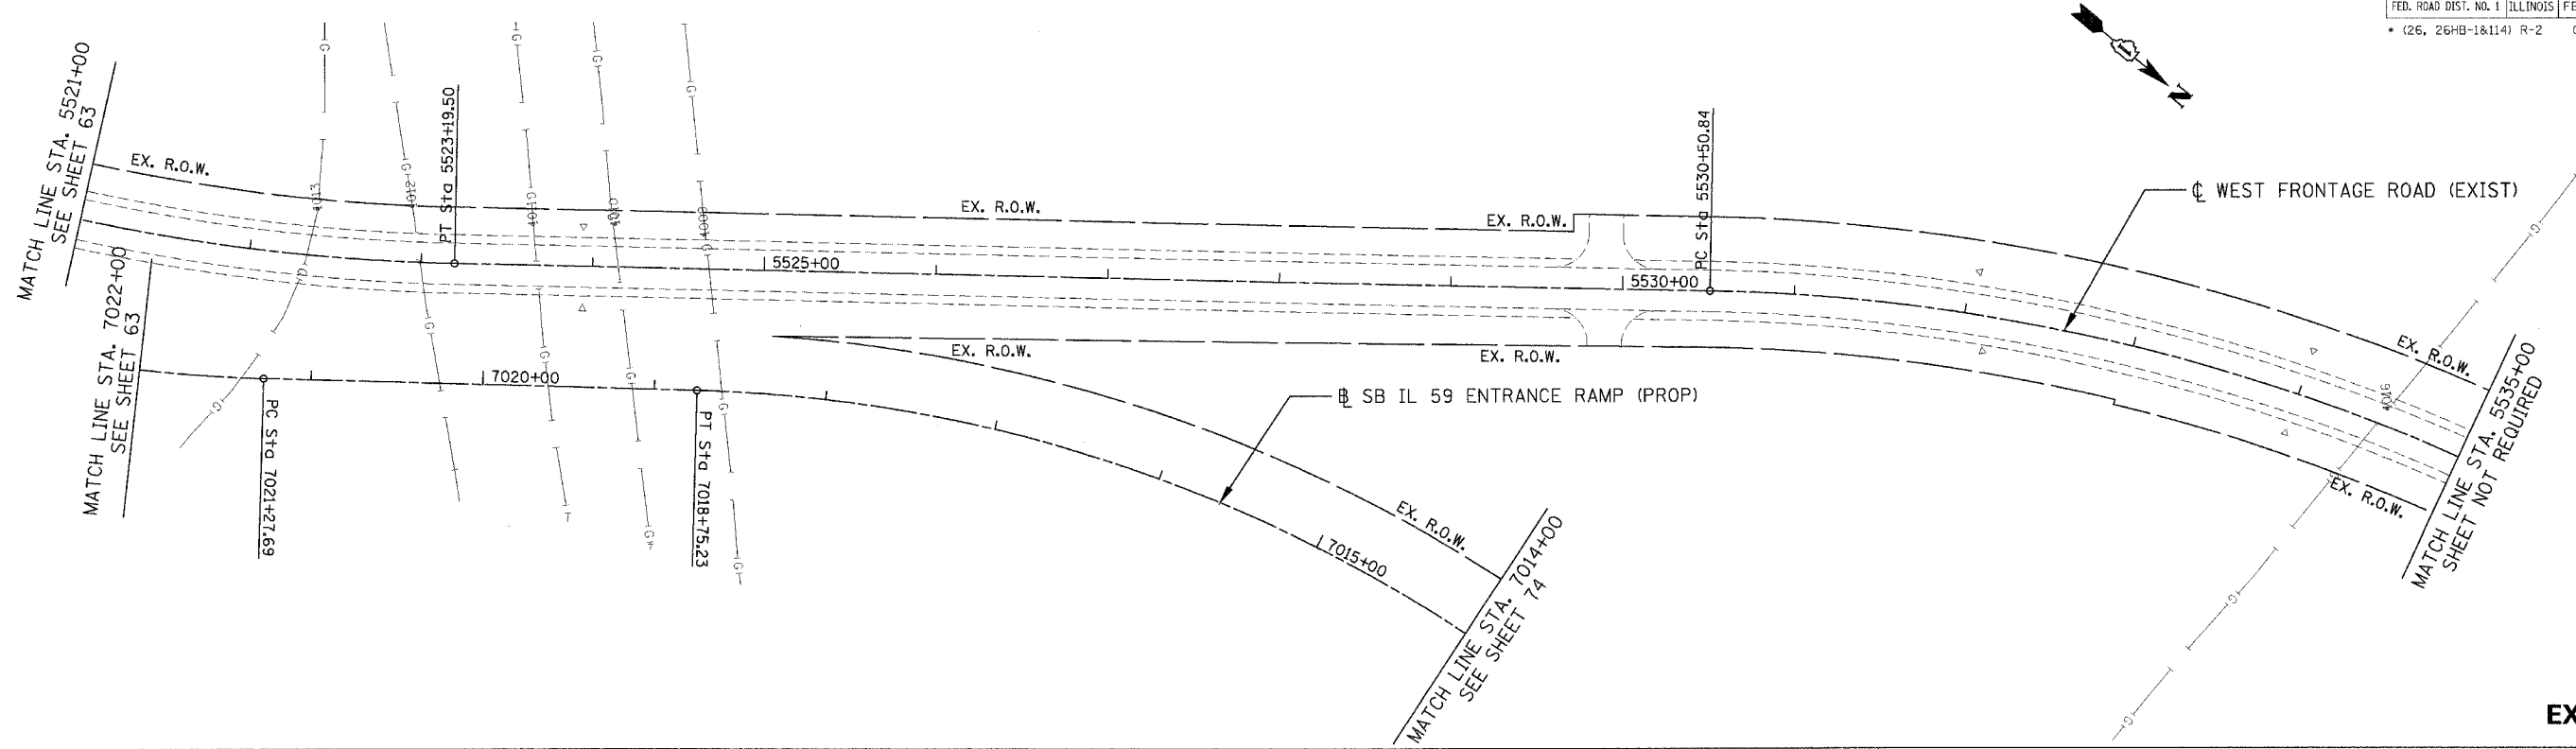 FED. ROAD DIST. NO. 1 ILLINOIS FE
* (26, 26HB-1&114) R-2
N
MATCH LINE STA. 5521+00
SEE SHEET 63
EX. R.O.W.
PT Sta 5523+19.50
EX. R.O.W.
EX. R.O.W.
PC Sta 5530+50.84
℄ WEST FRONTAGE ROAD (EXIST)
5525+00
5530+00
MATCH LINE STA. 7022+00
SEE SHEET 63
7020+00
EX. R.O.W.
EX. R.O.W.
EX. R.O.W.
EX. R.O.W.
MATCH LINE STA. 5535+00
SHEET NOT REQUIRED
PC Sta 7021+27.69
PT Sta 7018+75.23
SB IL 59 ENTRANCE RAMP (PROP)
EX. R.O.W.
7015+00
MATCH LINE STA. 7014+00
SEE SHEET 74
EX